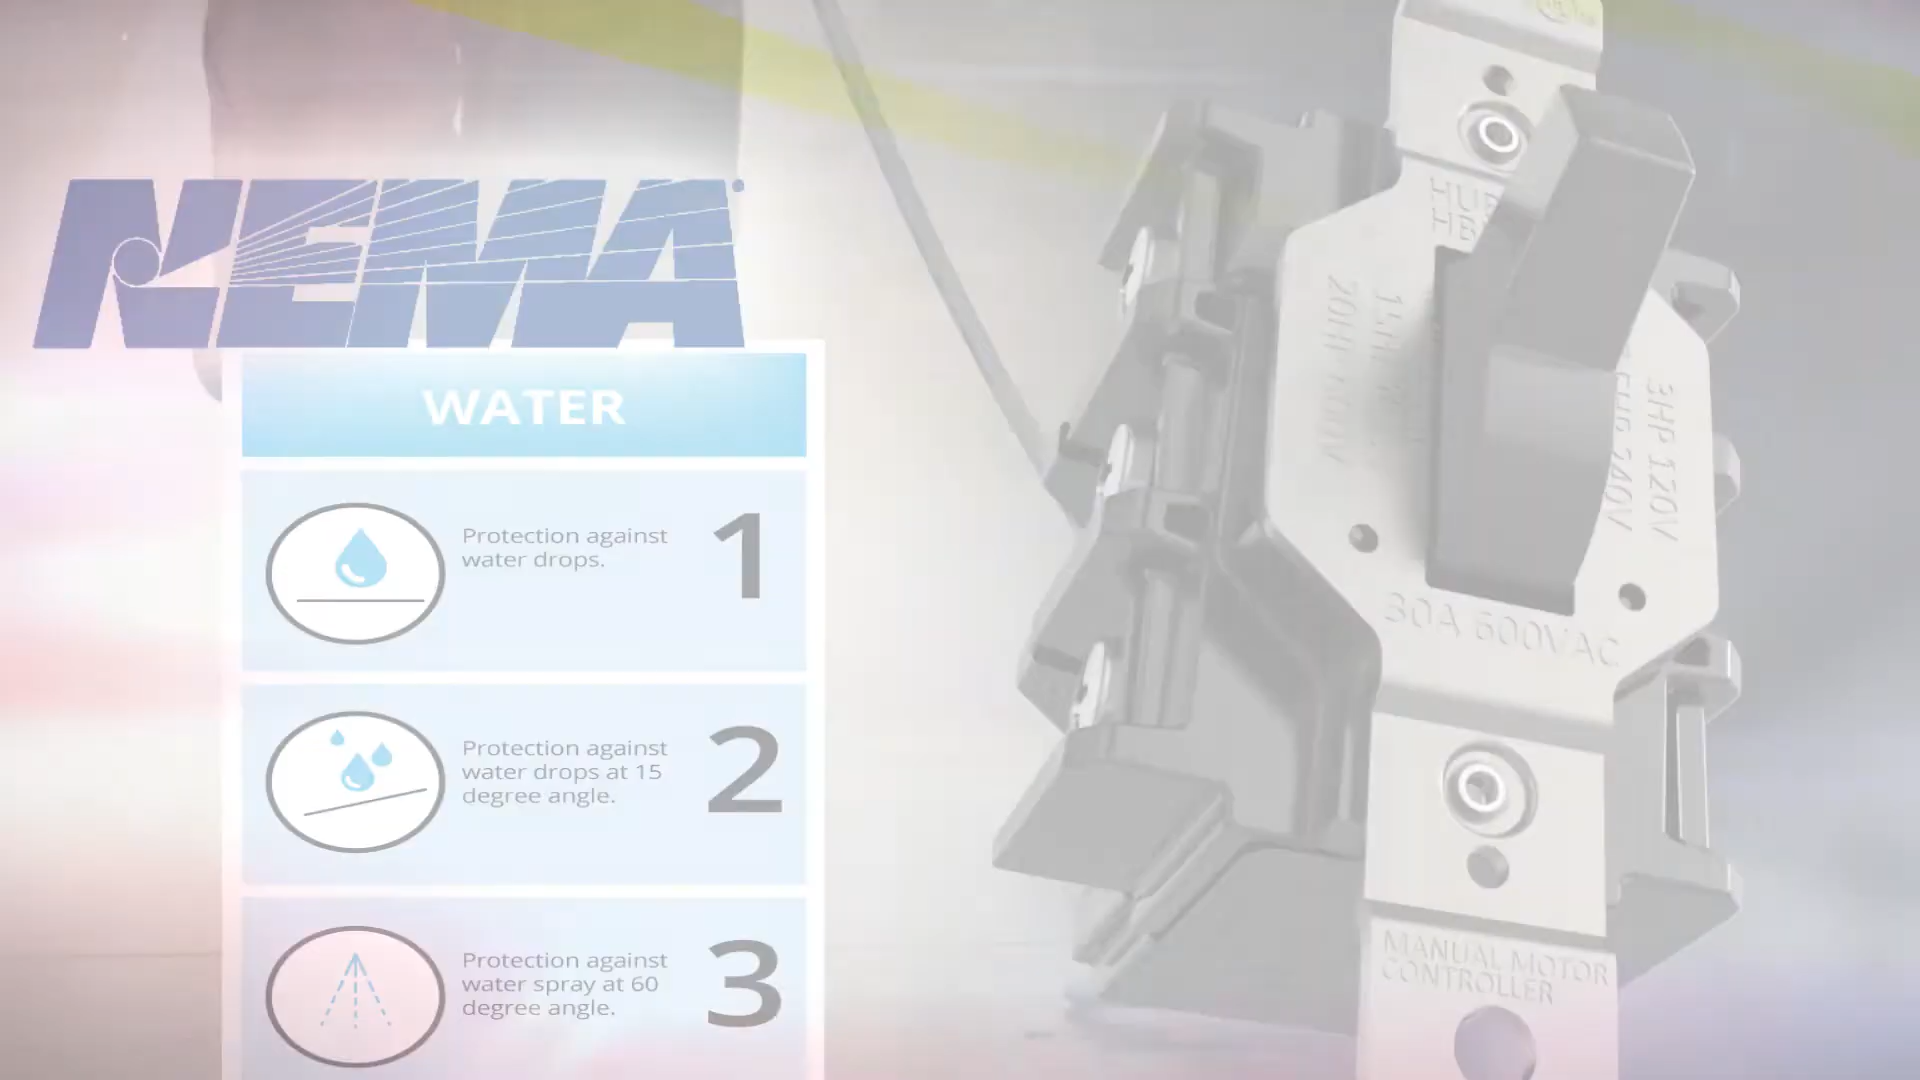 NEMA
WATER
Protection against
water drops.
1
Protection against
water drops at 15
degree angle.
2
Protection against
water spray at 60
degree angle.
3
3HP 120V
30A 600VAC
MANUAL MOTOR
CONTROLLER